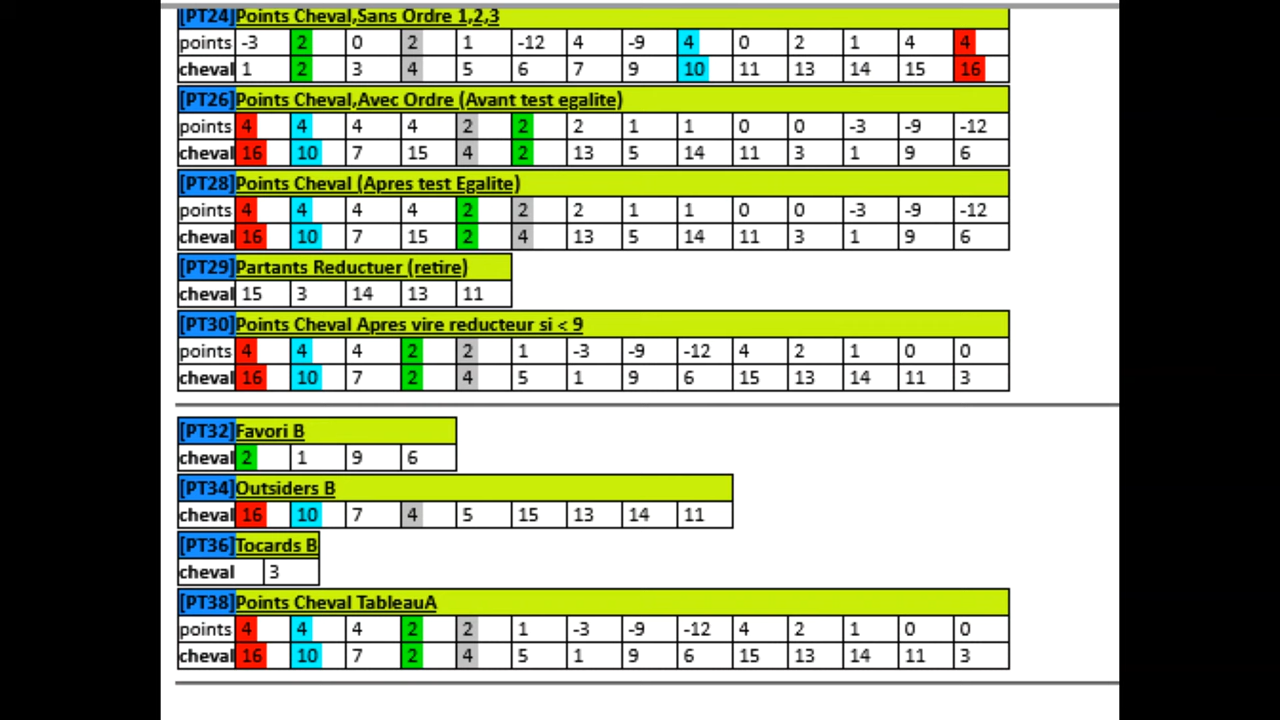 [PT24] Points Cheval,Sans Ordre 1,2,3
points -3 2 0 2 1 -12 4 -9 4 0 2 1 4 4
cheval 1 2 3 4 5 6 7 9 10 11 13 14 15 16
[PT26] Points Cheval,Avec Ordre (Avant test egalite)
points 4 4 4 4 2 2 2 1 1 0 0 -3 -9 -12
cheval 16 10 7 15 4 2 13 5 14 11 3 1 9 6
[PT28] Points Cheval (Apres test Egalite)
points 4 4 4 4 2 2 2 1 1 0 0 -3 -9 -12
cheval 16 10 7 15 2 4 13 5 14 11 3 1 9 6
[PT29] Partants Reductuer (retire)
cheval 15 3 14 13 11
[PT30] Points Cheval Apres vire reducteur si < 9
points 4 4 4 2 2 1 -3 -9 -12 4 2 1 0 0
cheval 16 10 7 2 4 5 1 9 6 15 13 14 11 3
[PT32] Favori B
cheval 2 1 9 6
[PT34] Outsiders B
cheval 16 10 7 4 5 15 13 14 11
[PT36] Tocards B
cheval 3
[PT38] Points Cheval TableauA
points 4 4 4 2 2 1 -3 -9 -12 4 2 1 0 0
cheval 16 10 7 2 4 5 1 9 6 15 13 14 11 3